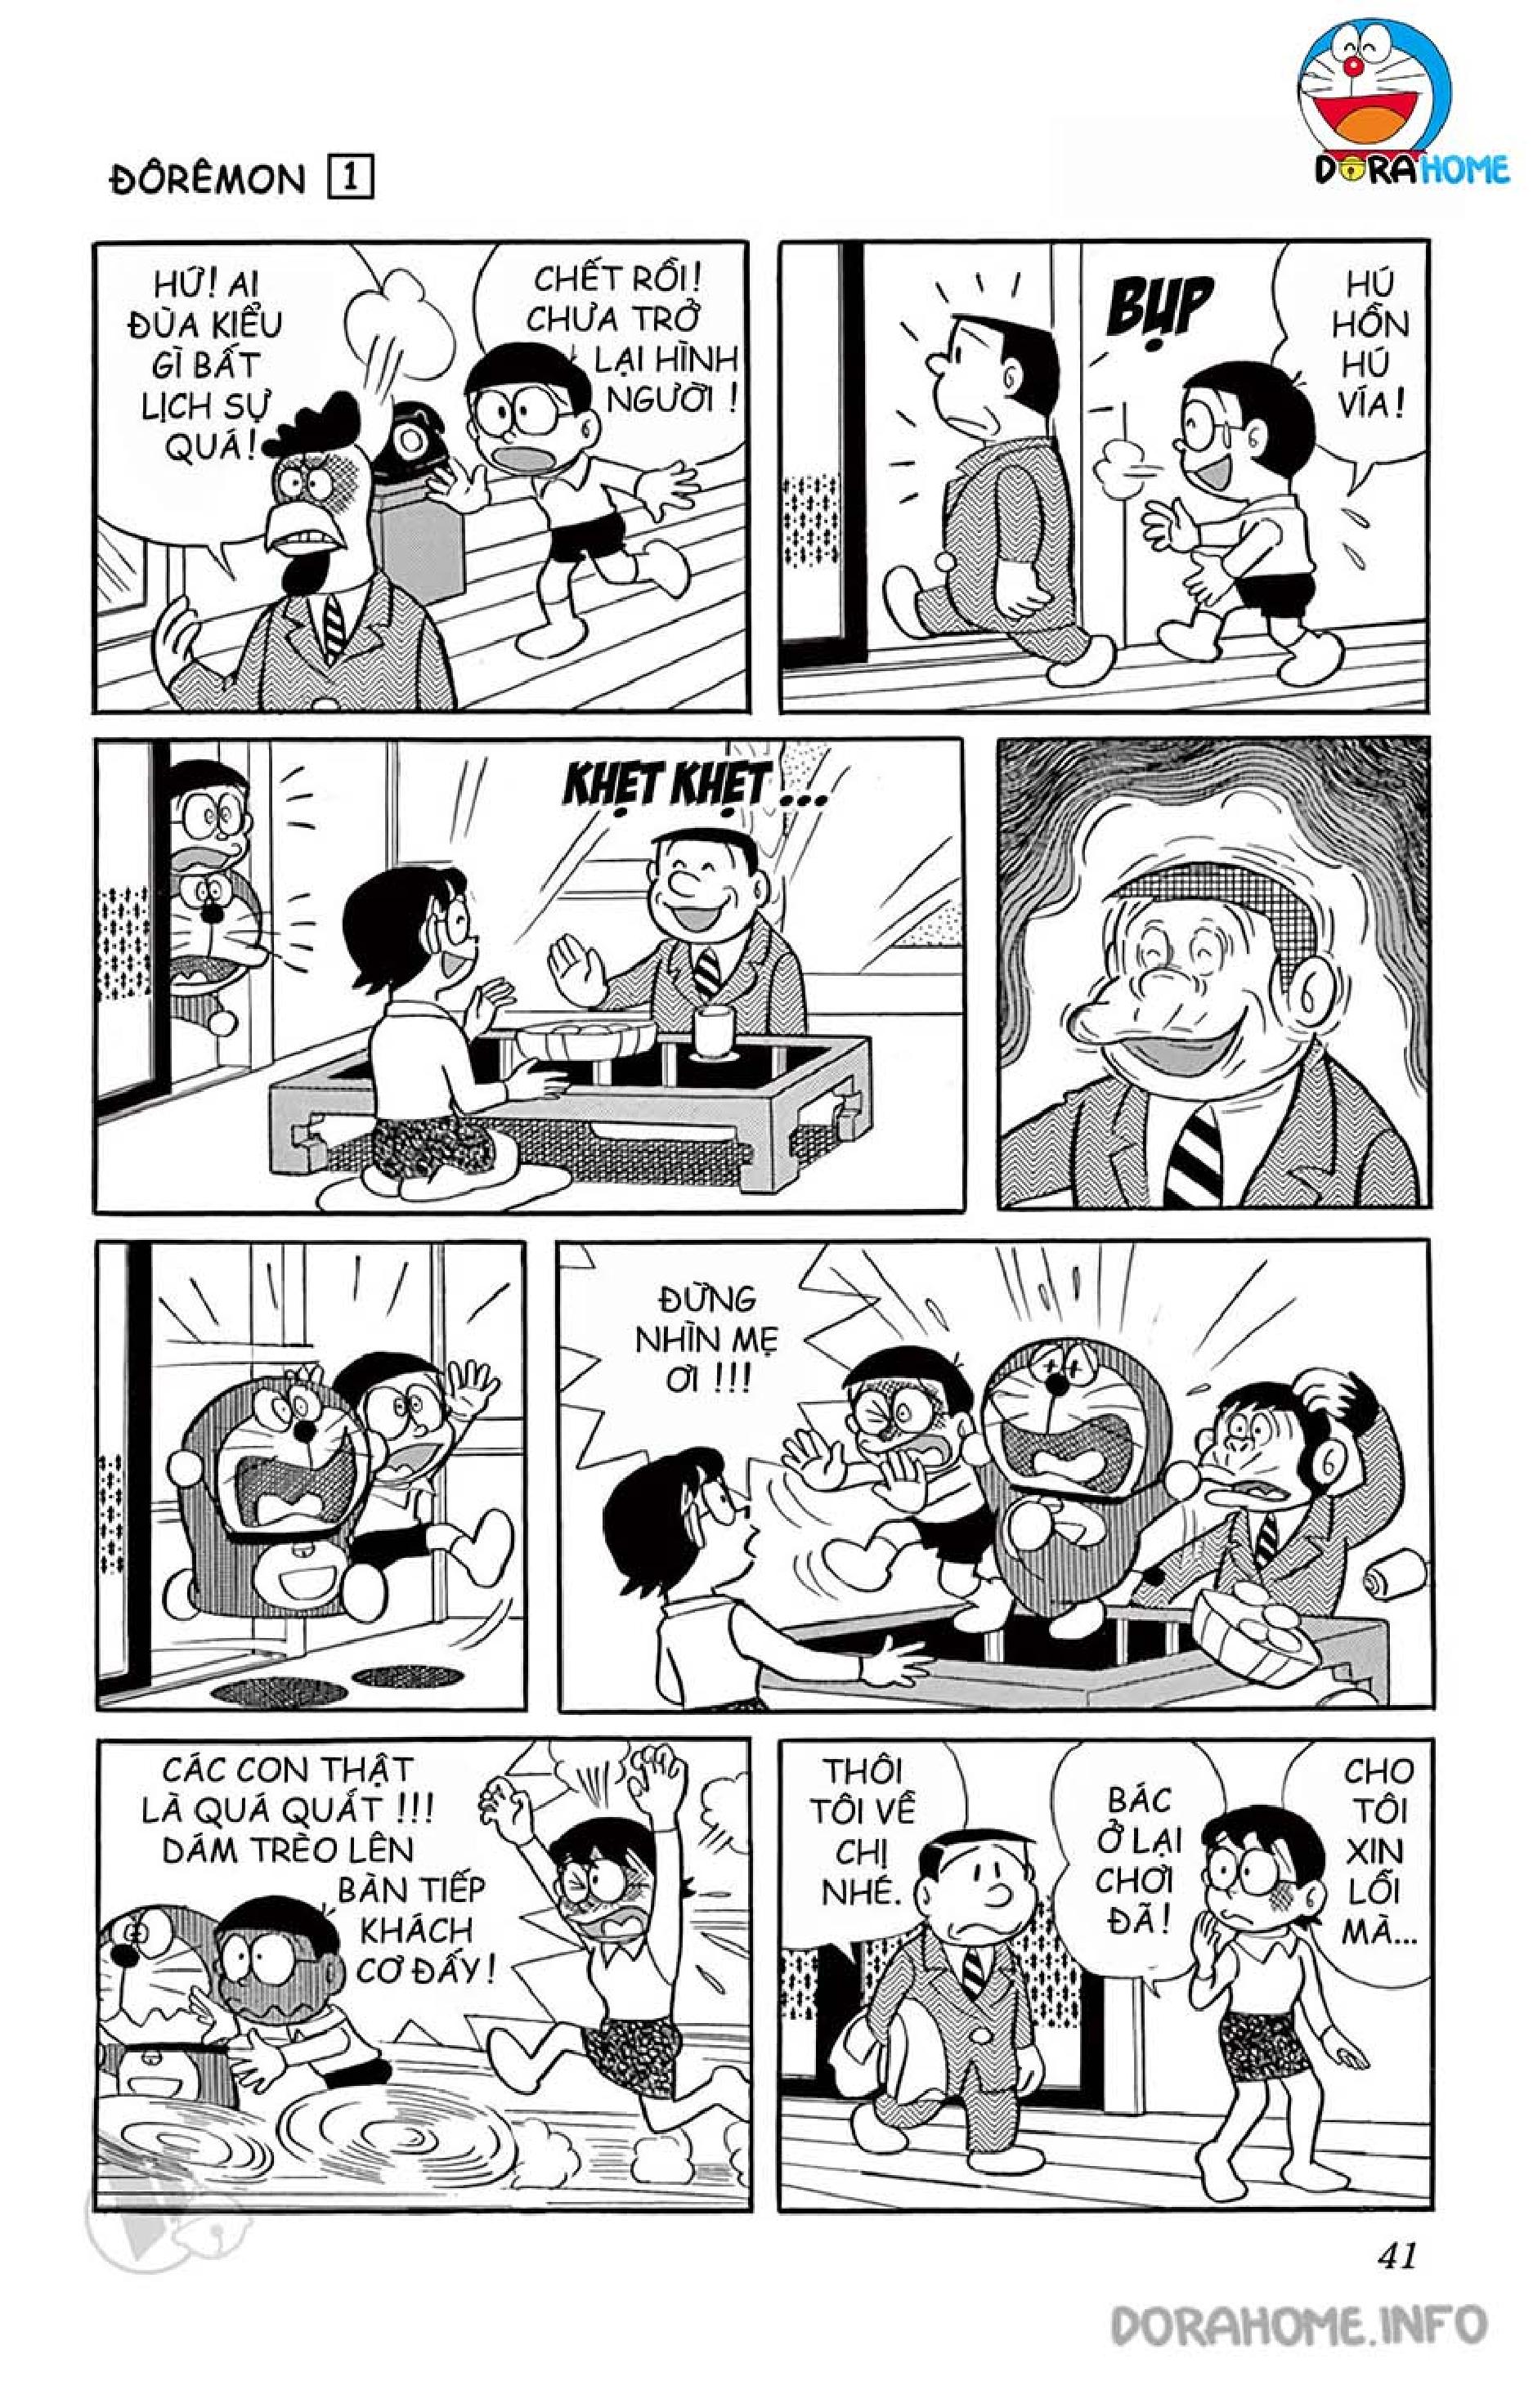 DORAHOME
ĐÔRÊMON 1
HỨ! AI
ĐÙA KIỂU
GÌ BẤT
LỊCH SỰ
QUÁ!
CHẾT RỒI!
CHƯA TRỞ
LẠI HÌNH
NGƯỜI !
BỤP
HÚ
HỒN
HÚ
VÍA!
KHẸT KHẸT ...
ĐỪNG
NHÌN MẸ
ƠI !!!
CÁC CON THẬT
LÀ QUÁ QUẮT !!!
DÁM TRÈO LÊN
BÀN TIẾP
KHÁCH
CƠ ĐẤY!
THÔI
TÔI VỀ
CHỊ
NHÉ.
BÁC
Ở LẠI
CHƠI
ĐÃ!
CHO
TÔI
XIN
LỖI
MÀ...
41
DORAHOME.INFO